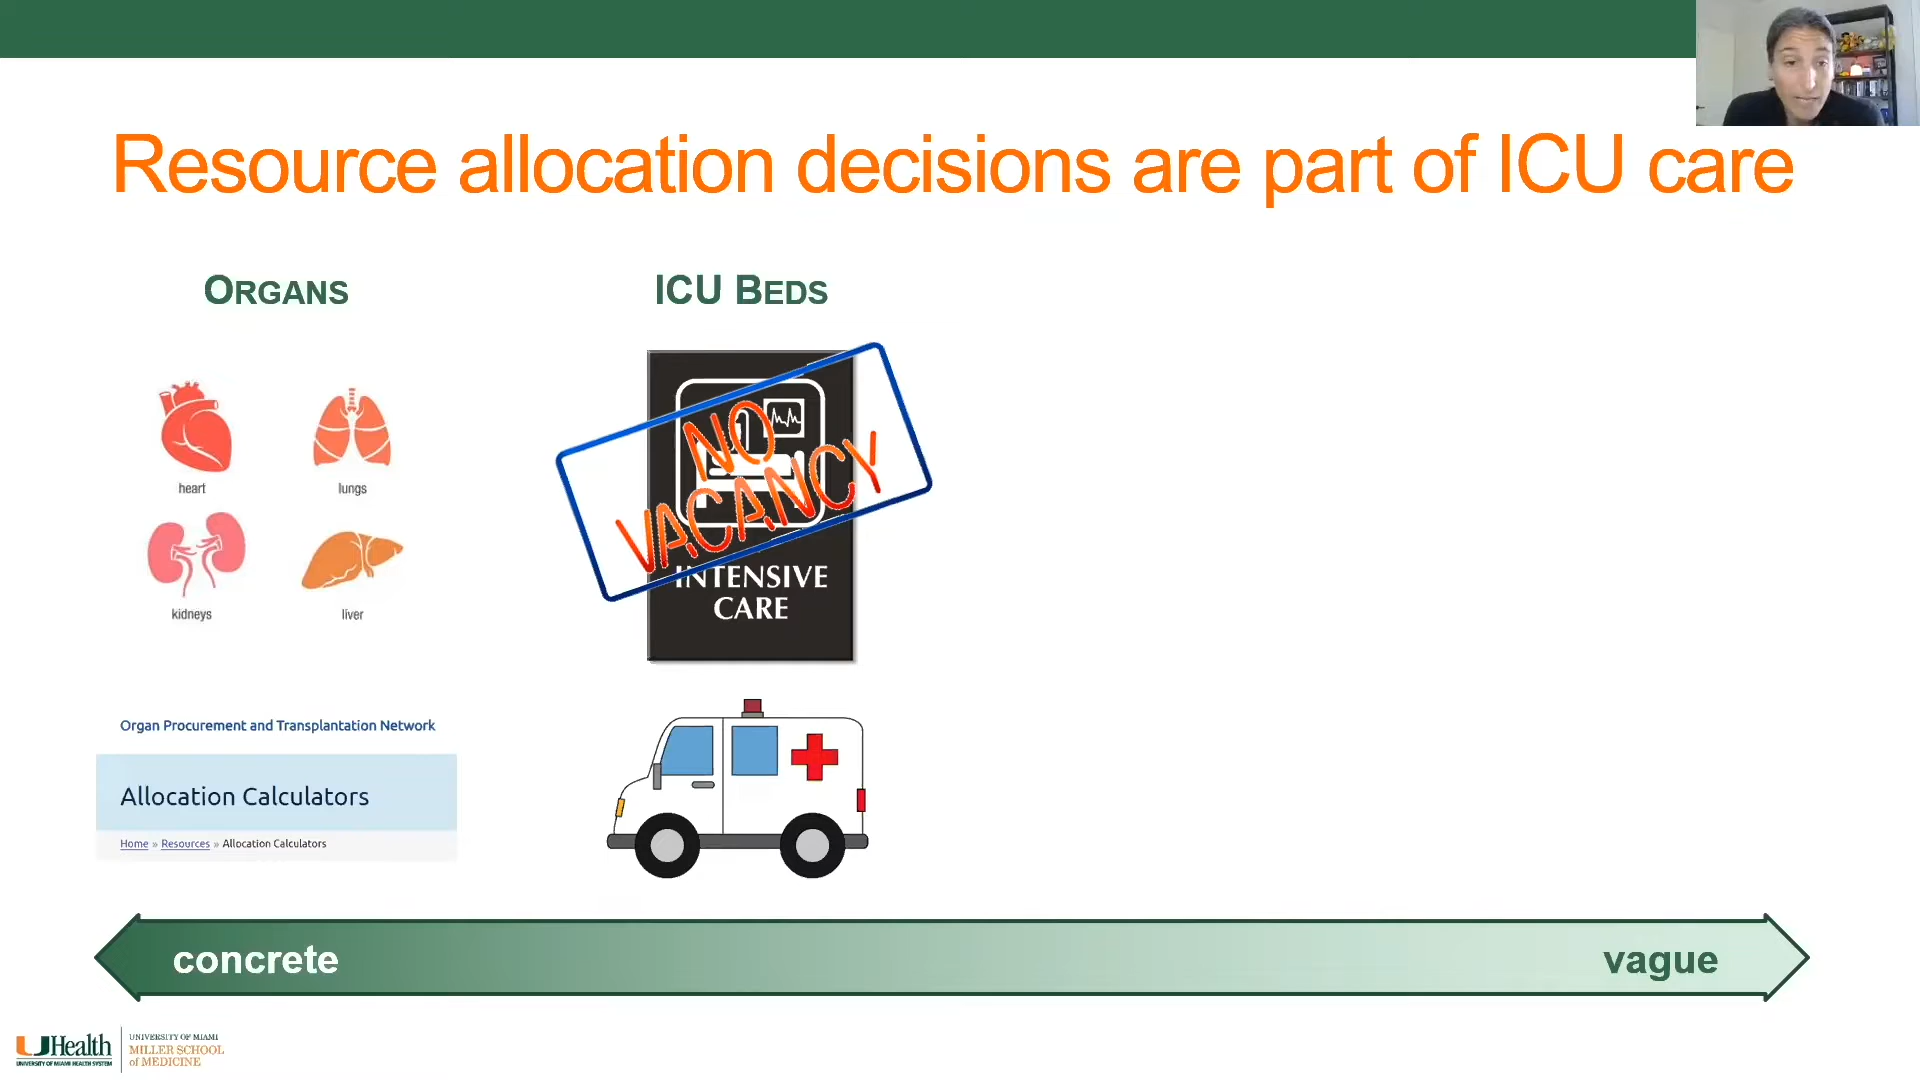 Resource allocation decisions are part of ICU care
ORGANS
ICU BEDS
heart
lungs
kidneys
liver
NO
VACANCY
INTENSIVE
CARE
Organ Procurement and Transplantation Network
Allocation Calculators
Home » Resources » Allocation Calculators
concrete
vague
UHealth
UNIVERSITY OF MIAMI HEALTH SYSTEM
UNIVERSITY OF MIAMI
MILLER SCHOOL
of MEDICINE